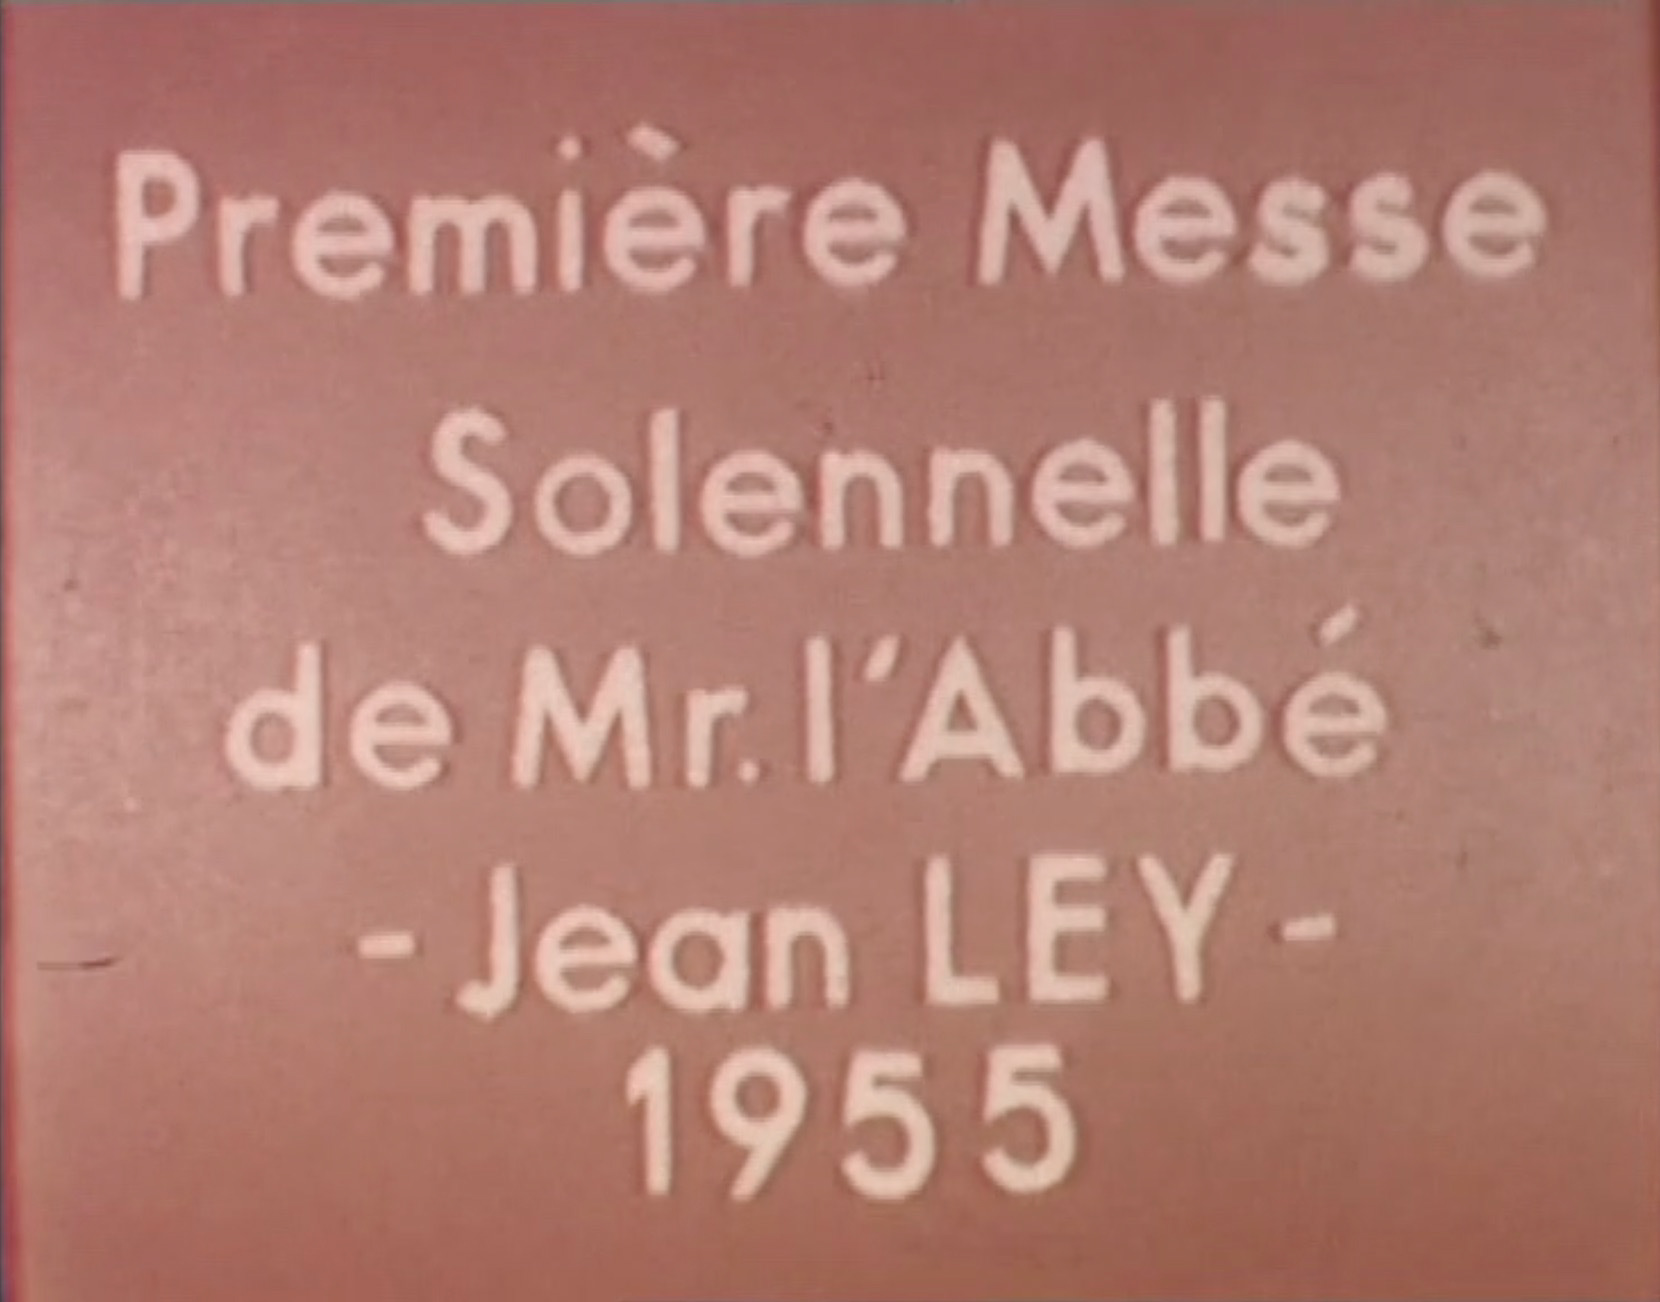 Première Messe
Solennelle
de Mr. l'Abbé
- Jean LEY -
1955